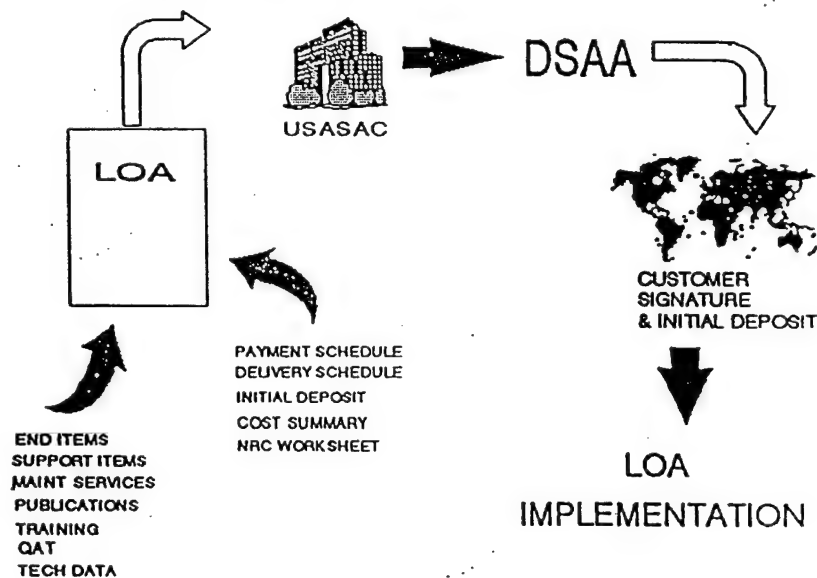 USASAC
DSAA
LOA
CUSTOMER
SIGNATURE
& INITIAL DEPOSIT
PAYMENT SCHEDULE
DELIVERY SCHEDULE
INITIAL DEPOSIT
COST SUMMARY
NRC WORKSHEET
END ITEMS
SUPPORT ITEMS
MAINT SERVICES
PUBLICATIONS
TRAINING
QAT
TECH DATA
LOA
IMPLEMENTATION